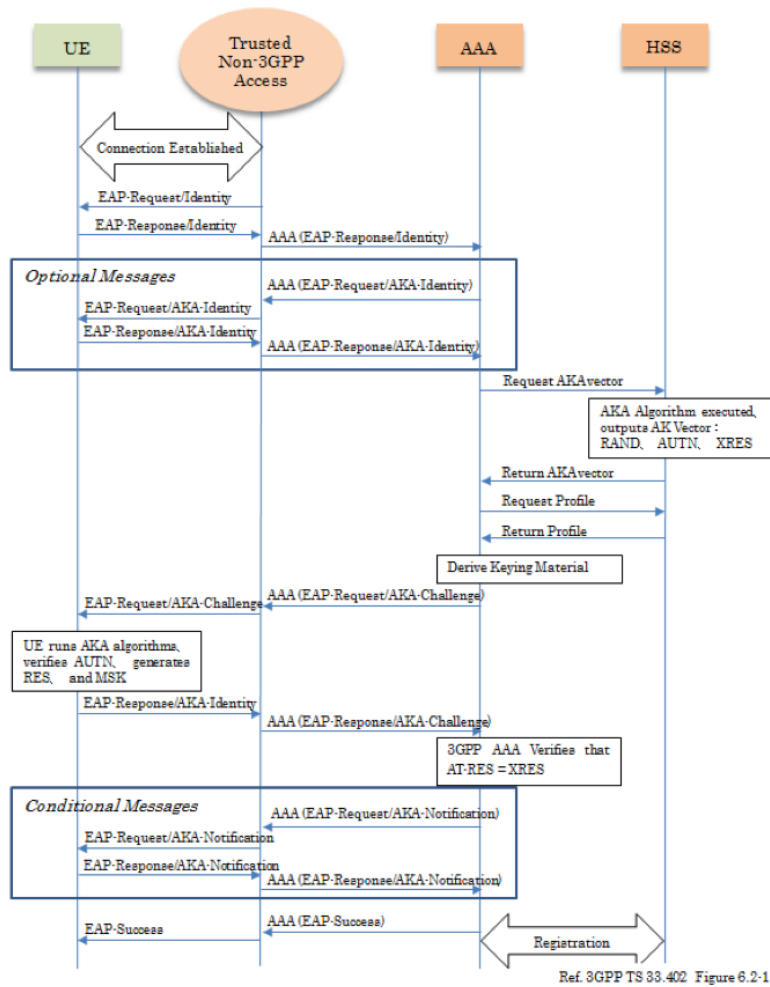 UE
Trusted
Non-3GPP
Access
AAA
HSS
Connection Established
EAP-Request/Identity
EAP-Response/Identity
AAA (EAP-Response/Identity)
Optional Messages
AAA (EAP-Request/AKA-Identity)
EAP-Request/AKA-Identity
EAP-Response/AKA-Identity
AAA (EAP-Response/AKA-Identity)
Request AKAvector
AKA Algorithm executed、
outputs AK Vector：
RAND、 AUTN、 XRES
Return AKAvector
Request Profile
Return Profile
Derive Keying Material
AAA (EAP-Request/AKA-Challenge)
EAP-Request/AKA-Challenge
UE runs AKA algorithms、
verifies AUTN、 generates
RES、 and MSK
EAP-Response/AKA-Identity
AAA (EAP-Response/AKA-Challenge)
3GPP AAA Verifies that
AT-RES = XRES
Conditional Messages
AAA (EAP-Request/AKA-Notification)
EAP-Request/AKA-Notification
EAP-Response/AKA-Notification
AAA (EAP-Response/AKA-Notification)
AAA (EAP-Success)
EAP-Success
Registration
Ref. 3GPP TS 33.402 Figure 6.2-1